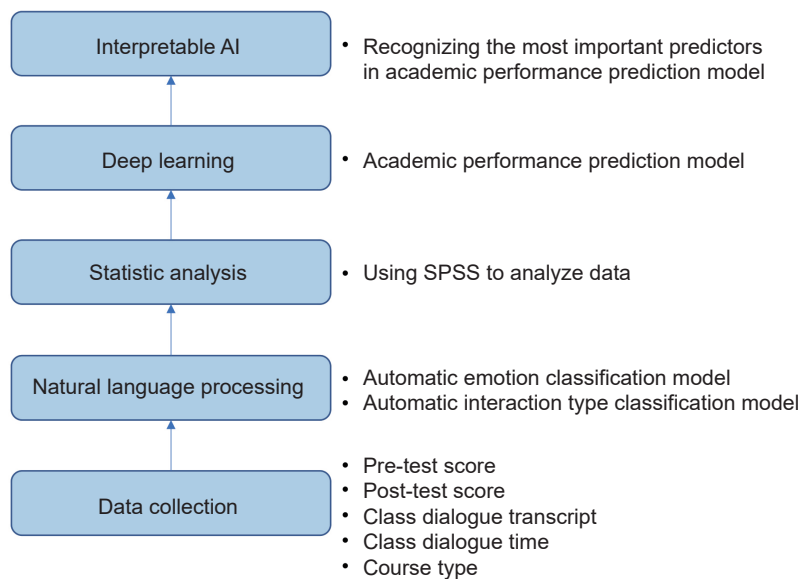 Interpretable AI
• Recognizing the most important predictors
in academic performance prediction model
Deep learning
• Academic performance prediction model
Statistic analysis
• Using SPSS to analyze data
Natural language processing
• Automatic emotion classification model
• Automatic interaction type classification model
Data collection
• Pre-test score
• Post-test score
• Class dialogue transcript
• Class dialogue time
• Course type